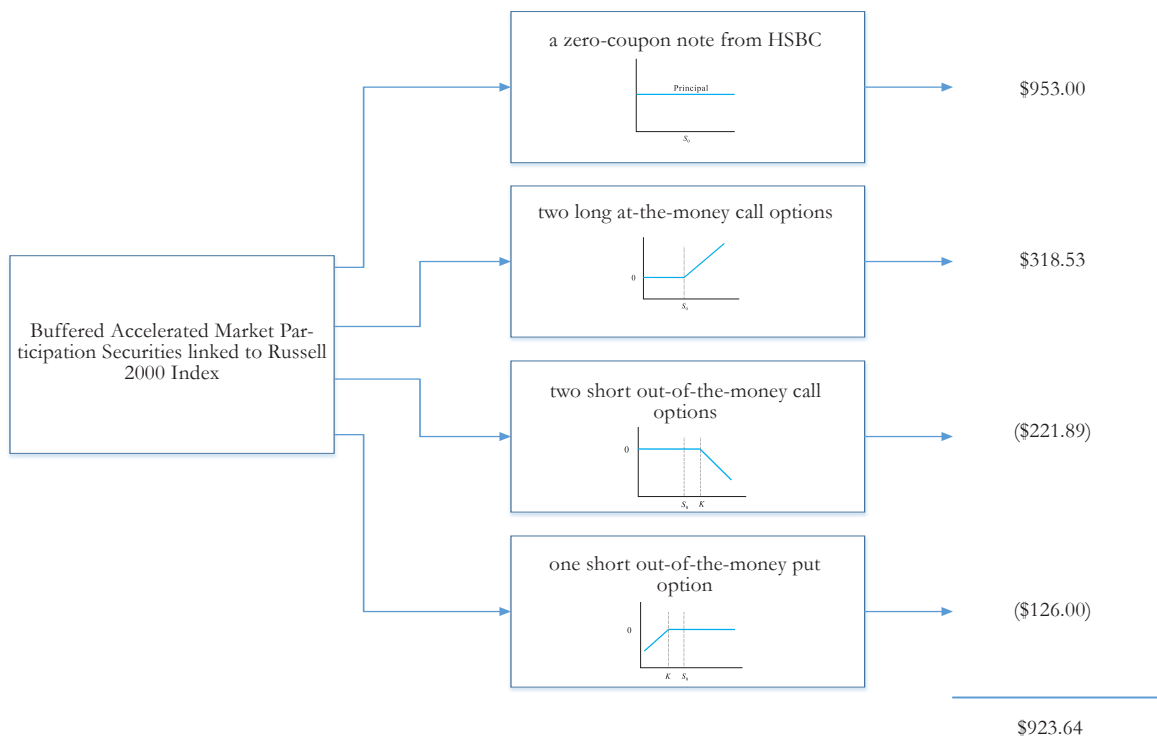 a zero-coupon note from HSBC
Principal
S₀
$953.00
two long at-the-money call options
0
S₀
$318.53
Buffered Accelerated Market Par-
ticipation Securities linked to Russell
2000 Index
two short out-of-the-money call
options
0
S₀ K
($221.89)
one short out-of-the-money put
option
0
K S₀
($126.00)
$923.64